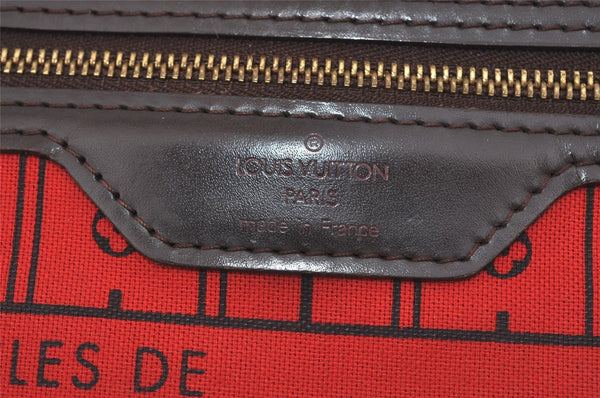 ®
LOUIS VUITTON
PARIS
made in France
LES DE